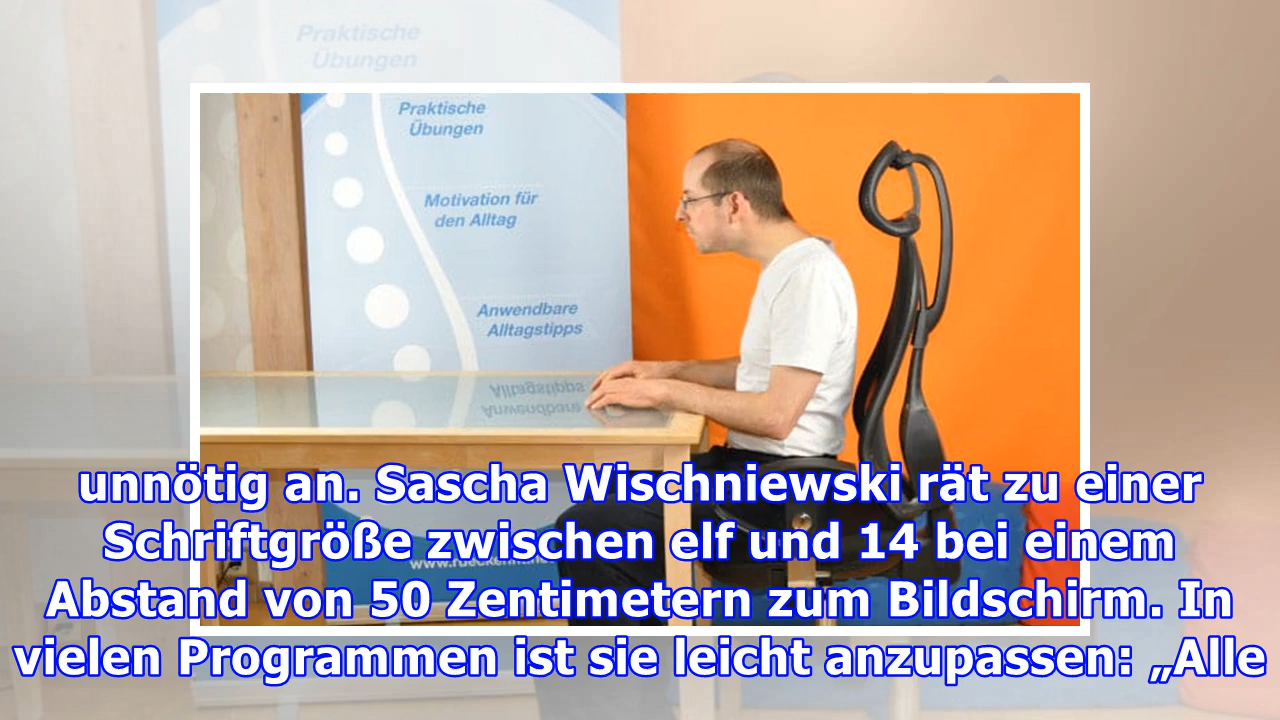 Praktische
Übungen
Praktische
Übungen
Motivation für
den Alltag
Anwendbare
Alltagstipps
Alltagstipps
Anwendbare
unnötig an. Sascha Wischniewski rät zu einer
Schriftgröße zwischen elf und 14 bei einem
Abstand von 50 Zentimetern zum Bildschirm. In
vielen Programmen ist sie leicht anzupassen: „Alle